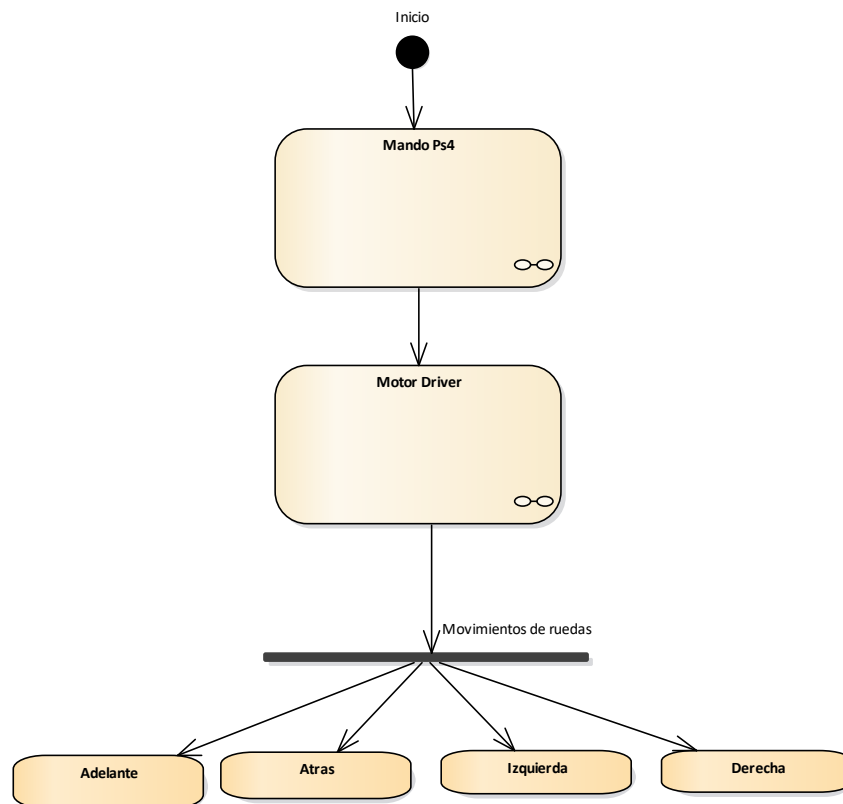 Inicio
Mando Ps4
Motor Driver
Movimientos de ruedas
Adelante
Atras
Izquierda
Derecha